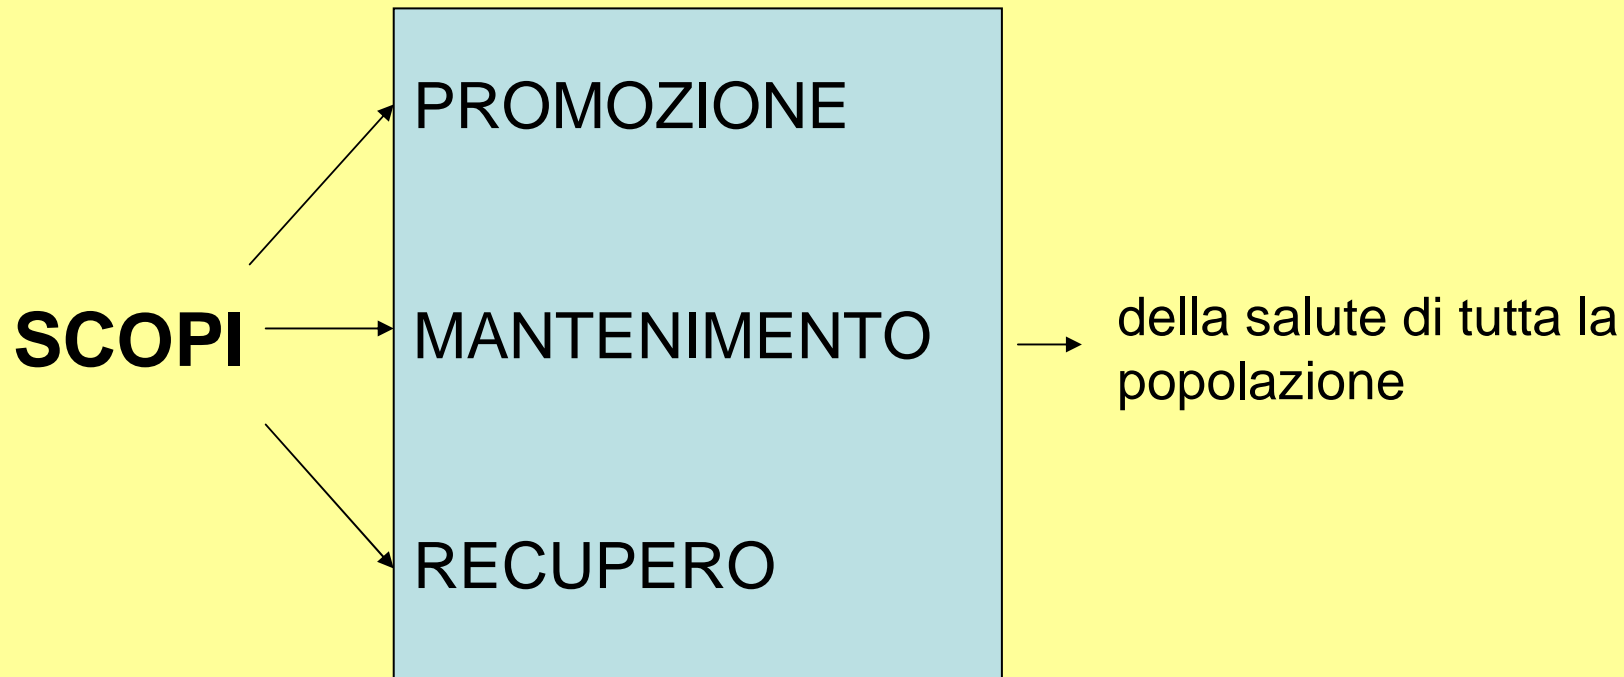 PROMOZIONE
SCOPI
MANTENIMENTO
RECUPERO
della salute di tutta la
popolazione